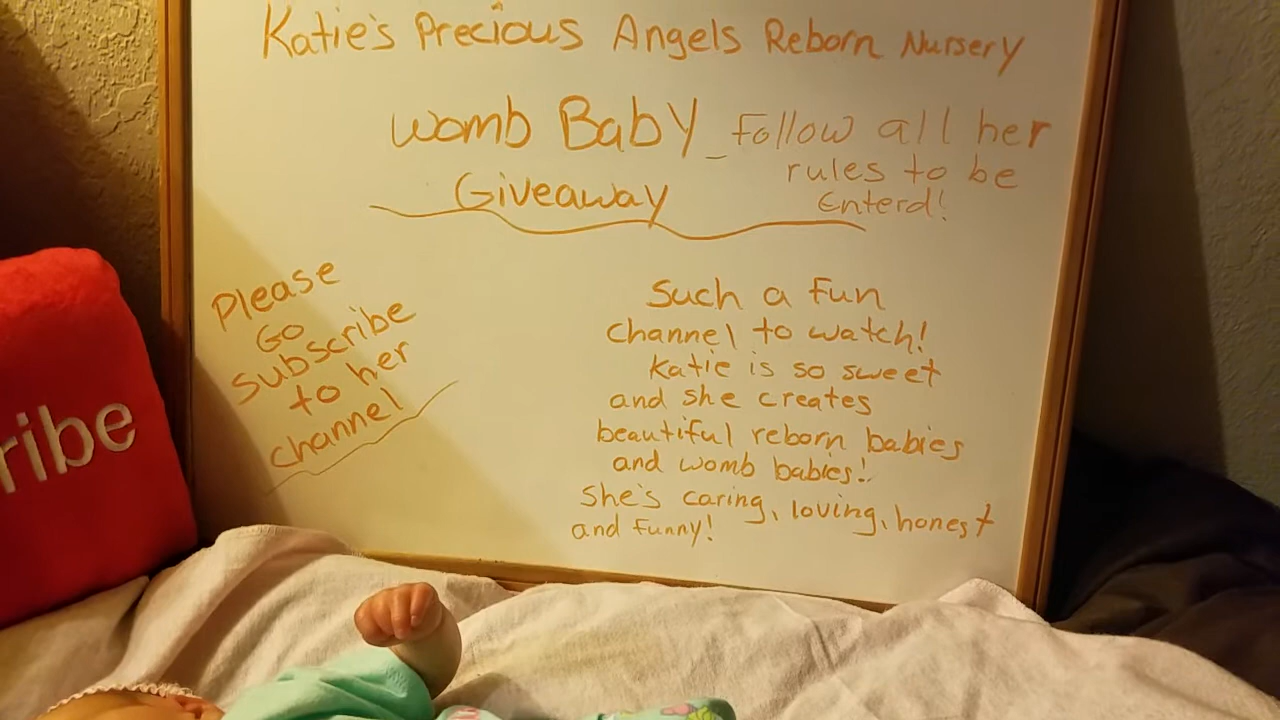 Katie's Precious Angels Reborn Nursery
Womb Baby _ Follow all her
rules to be
Enterd!
Giveaway
Please
Go
subscribe
to her
channel
Such a fun
channel to watch!
Katie is so sweet
and she creates
beautiful reborn babies
and womb babies!!
She's caring, loving, honest
and funny!
ribe